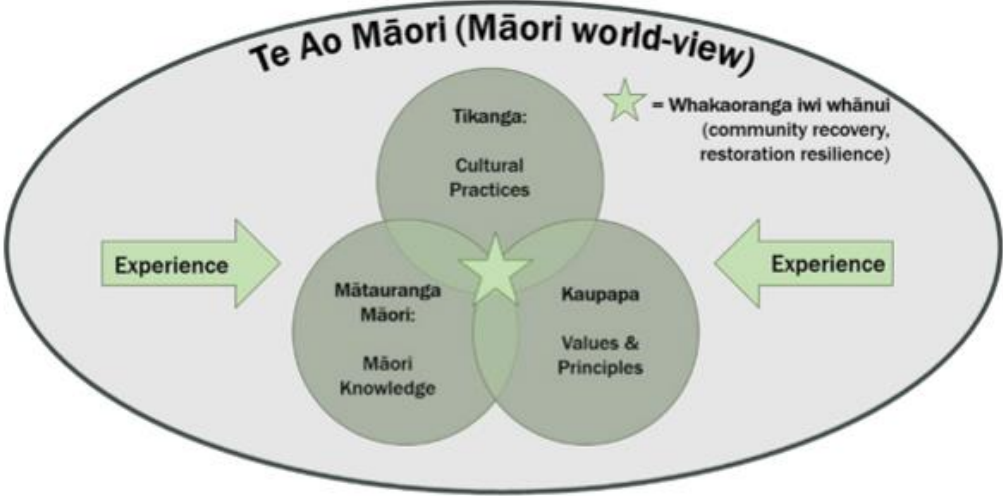 Te Ao Māori (Māori world-view)
= Whakaoranga iwi whānui
(community recovery,
restoration resilience)
Tikanga:
Cultural
Practices
Experience
Experience
Mātauranga
Māori:
Māori
Knowledge
Kaupapa
Values &
Principles